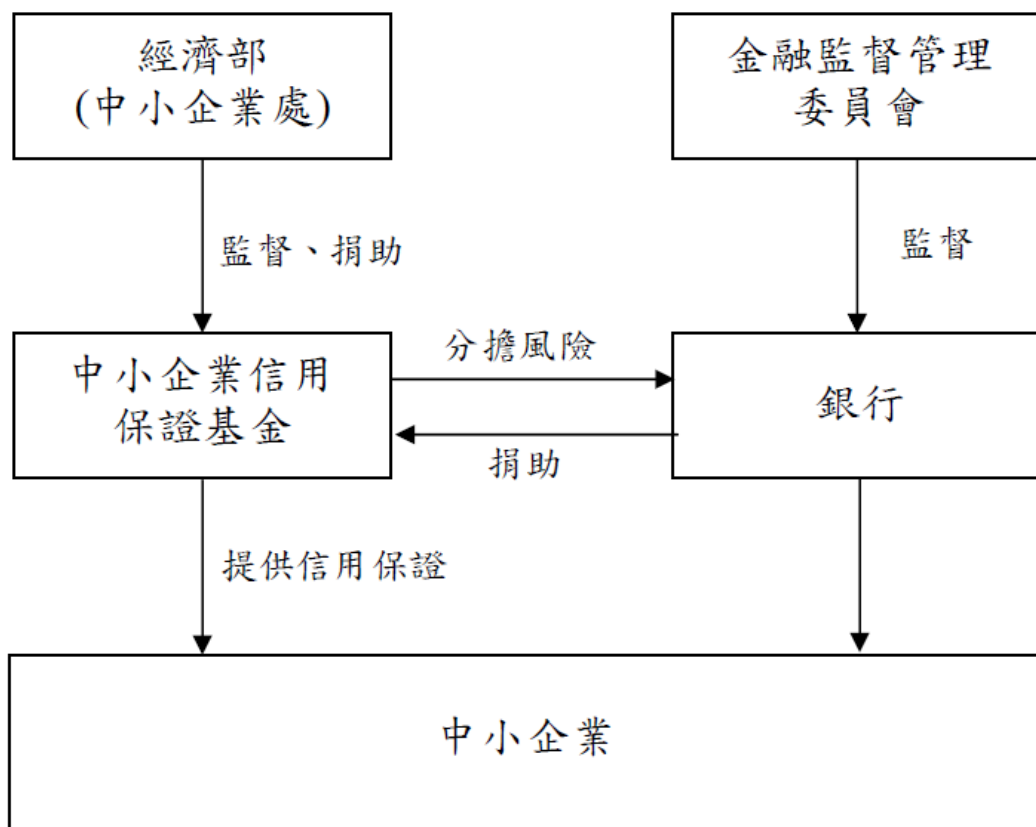 經濟部
(中小企業處)
金融監督管理
委員會
監督、捐助
監督
中小企業信用
保證基金
分擔風險
捐助
銀行
提供信用保證
中小企業